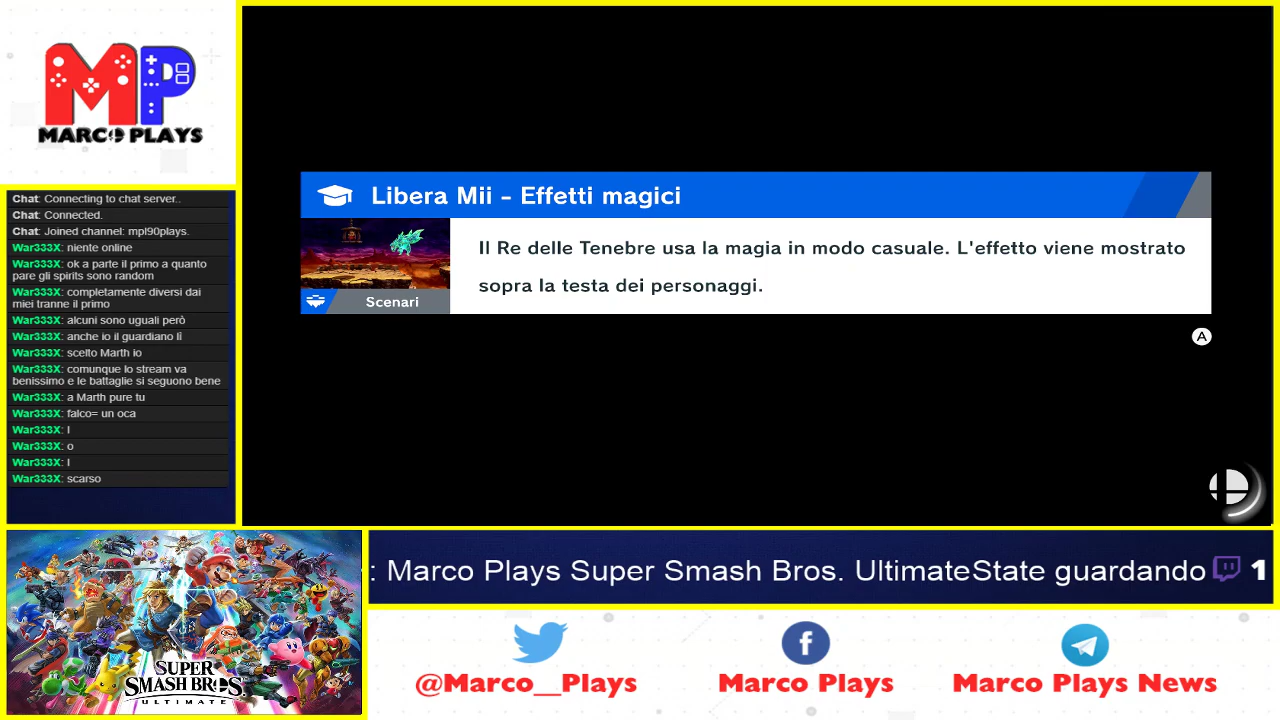 MP
MARCO PLAYS
Chat: Connecting to chat server..
Chat: Connected.
Chat: Joined channel: mpl90plays.
War333X: niente online
War333X: ok a parte il primo a quanto
pare gli spirits sono random
War333X: completamente diversi dai
miei tranne il primo
War333X: alcuni sono uguali però
War333X: anche io il guardiano lì
War333X: scelto Marth io
War333X: comunque lo stream va
benissimo e le battaglie si seguono bene
War333X: a Marth pure tu
War333X: falco= un oca
War333X: l
War333X: o
War333X: l
War333X: scarso
Libera Mii - Effetti magici
Il Re delle Tenebre usa la magia in modo casuale. L'effetto viene mostrato
sopra la testa dei personaggi.
Scenari
A
SUPER
SMASH BROS.
ULTIMATE
: Marco Plays Super Smash Bros. UltimateState guardando 1
@Marco__Plays
Marco Plays
Marco Plays News